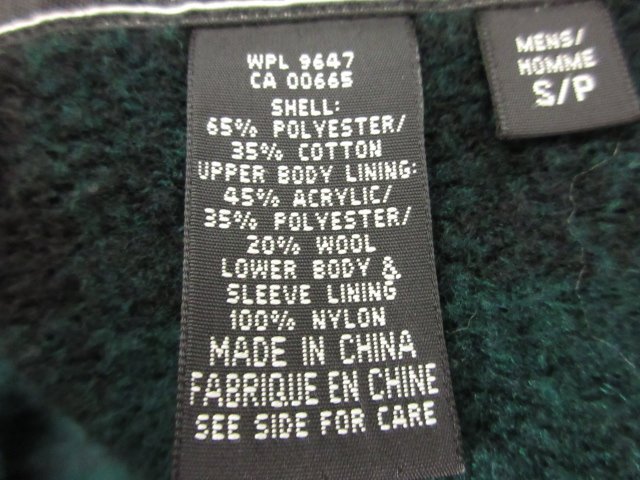 WPL 9647
CA 00665
SHELL:
65% POLYESTER/
35% COTTON
UPPER BODY LINING:
45% ACRYLIC/
35% POLYESTER/
20% WOOL
LOWER BODY &
SLEEVE LINING
100% NYLON
MADE IN CHINA
FABRIQUE EN CHINE
SEE SIDE FOR CARE
MENS/
HOMME
S/P